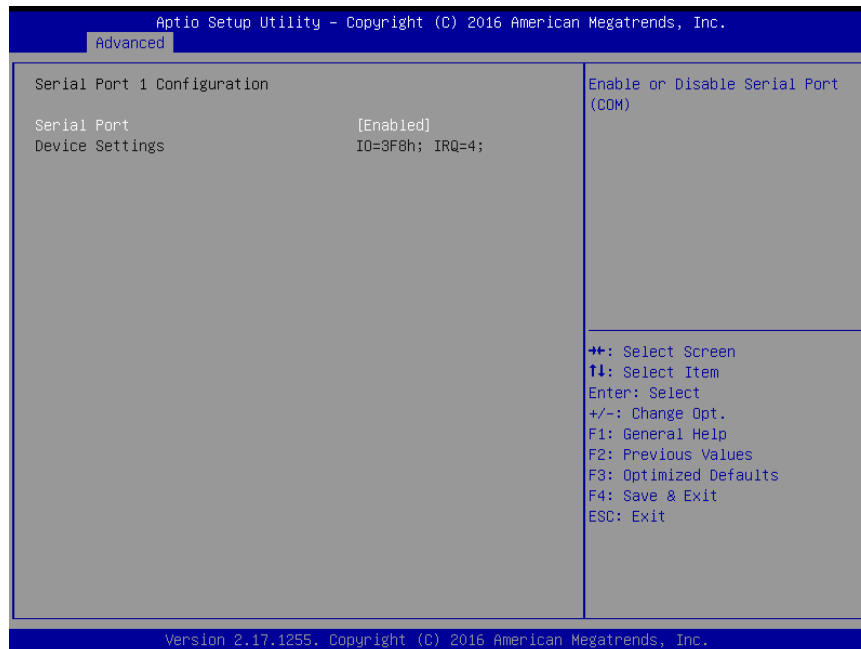 Aptio Setup Utility – Copyright (C) 2016 American Megatrends, Inc.
Advanced
Serial Port 1 Configuration
Serial Port [Enabled]
Device Settings IO=3F8h; IRQ=4;
Enable or Disable Serial Port
(COM)
→←: Select Screen
↑↓: Select Item
Enter: Select
+/-: Change Opt.
F1: General Help
F2: Previous Values
F3: Optimized Defaults
F4: Save & Exit
ESC: Exit
Version 2.17.1255. Copyright (C) 2016 American Megatrends, Inc.